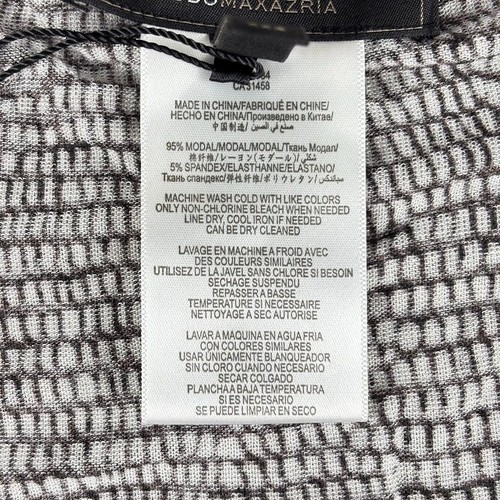 MAXAZRIA
CA 31458
MADE IN CHINA/FABRIQUÉ EN CHINE/
HECHO EN CHINA/Произведено в Китае/
中国制造/ صنع في الصين/
95% MODAL/MODAL/MODAL/Ткань Модал/
棉纤维/レーヨン(モダール)/ شكلي/
5% SPANDEX/ELASTHANNE/ELASTANO/
Ткань спандекс/弹性纤维/ポリウレタン/ سبانتكس/
MACHINE WASH COLD WITH LIKE COLORS
ONLY NON-CHLORINE BLEACH WHEN NEEDED
LINE DRY, COOL IRON IF NEEDED
CAN BE DRY CLEANED
LAVAGE EN MACHINE A FROID AVEC
DES COULEURS SIMILAIRES
UTILISEZ DE LA JAVEL SANS CHLORE SI BESOIN
SECHAGE SUSPENDU
REPASSER A BASSE
TEMPERATURE SI NECESSAIRE
NETTOYAGE A SEC AUTORISE
LAVAR A MAQUINA EN AGUA FRIA
CON COLORES SIMILARES
USAR ÚNICAMENTE BLANQUEADOR
SIN CLORO CUANDO NECESARIO
SECAR COLGADO
PLANCHA A BAJA TEMPERATURA
SI ES NECESARIO
SE PUEDE LIMPIAR EN SECO